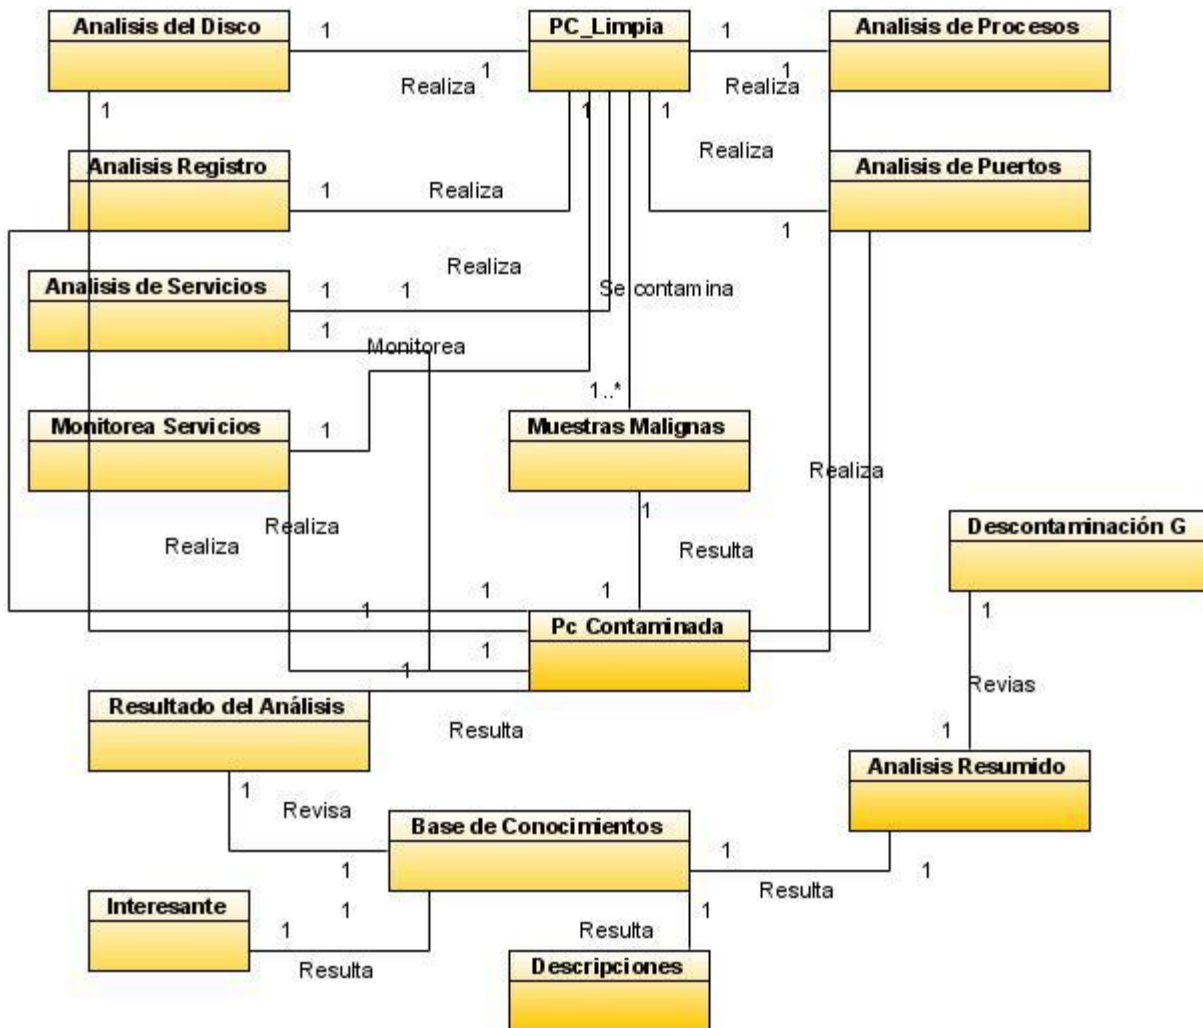 Analisis del Disco
1
1
Realiza
1
PC_Limpia
1
1
Realiza
Analisis de Procesos
1
1
Realiza
Analisis de Puertos
1
Analisis Registro
1
Realiza
Analisis de Servicios
1
1
Realiza
Se contamina
1
Monitorea
1..*
Monitorea Servicios
1
Muestras Malignas
Realiza
1
Realiza
Realiza
Resulta
Descontaminación G
1
1
1
1
1
Pc Contaminada
1
1
Revias
Resultado del Análisis
Resulta
1
Analisis Resumido
1
Revisa
Base de Conocimientos
1
1
1
Resulta
Interesante
1
1
1
Resulta
Resulta
Descripciones